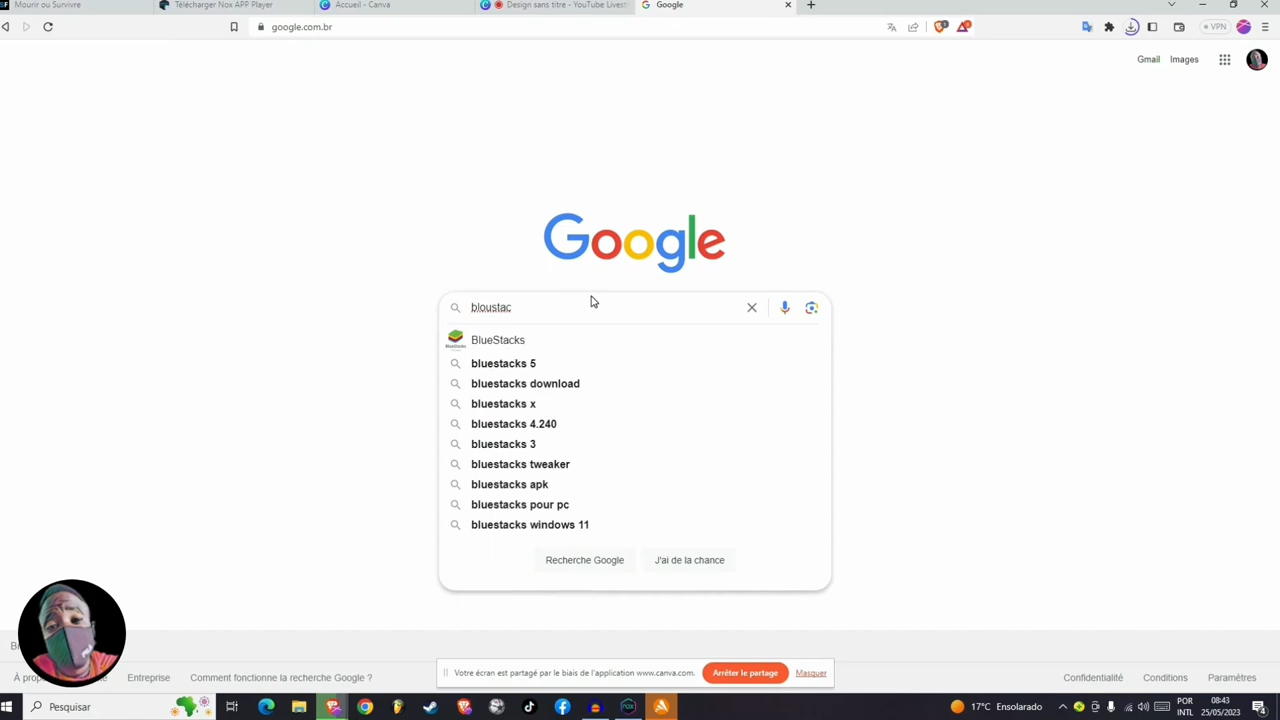 Mourir ou Survivre
Télécharger Nox APP Player
Accueil - Canva
Design sans titre - YouTube Livest
Google
google.com.br
VPN
Gmail
Images
Google
bloustac
BlueStacks
bluestacks 5
bluestacks download
bluestacks x
bluestacks 4.240
bluestacks 3
bluestacks tweaker
bluestacks apk
bluestacks pour pc
bluestacks windows 11
Recherche Google
J'ai de la chance
Votre écran est partagé par le biais de l'application www.canva.com.
Arrêter le partage
Masquer
Entreprise
Comment fonctionne la recherche Google ?
Confidentialité
Conditions
Paramètres
Pesquisar
17°C Ensolarado
POR
INTL
08:43
25/05/2023